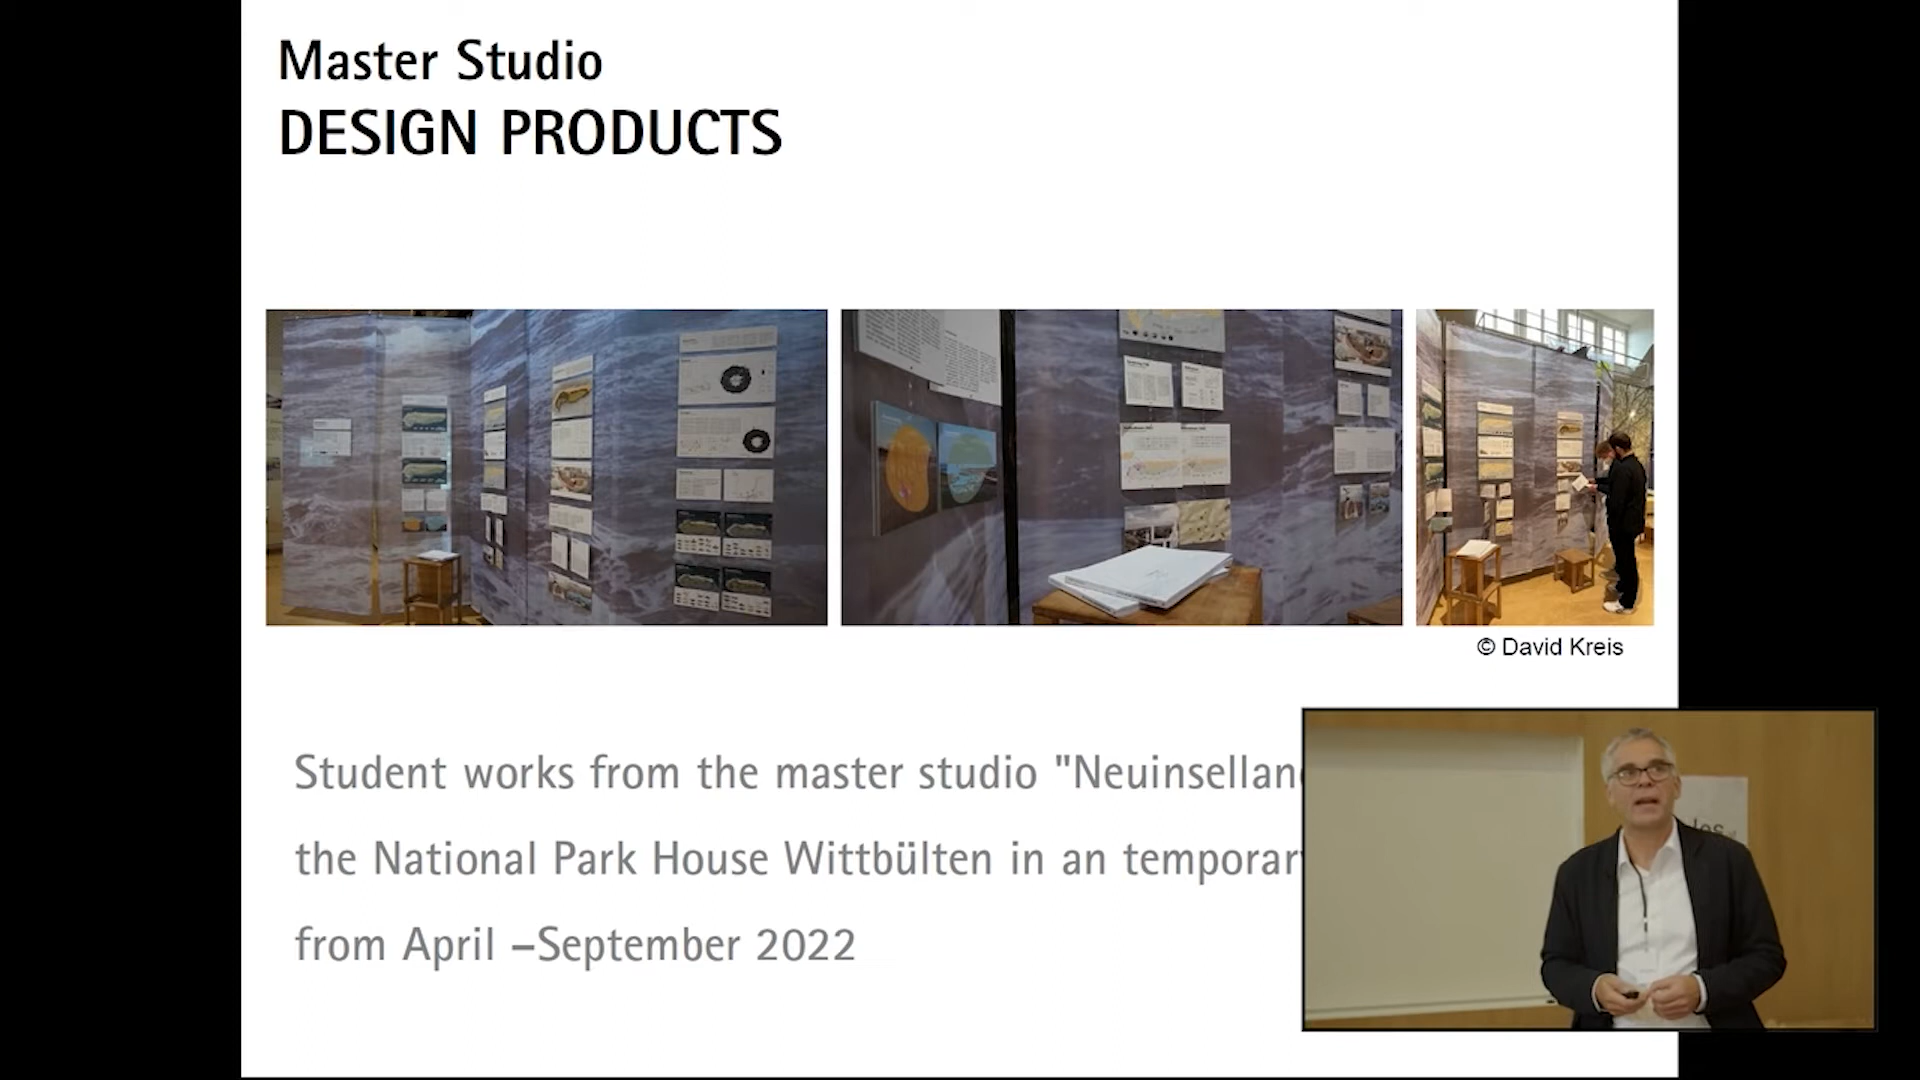 Master Studio
DESIGN PRODUCTS
© David Kreis
Student works from the master studio "Neuinsellan
the National Park House Wittbülten in an temporar
from April –September 2022